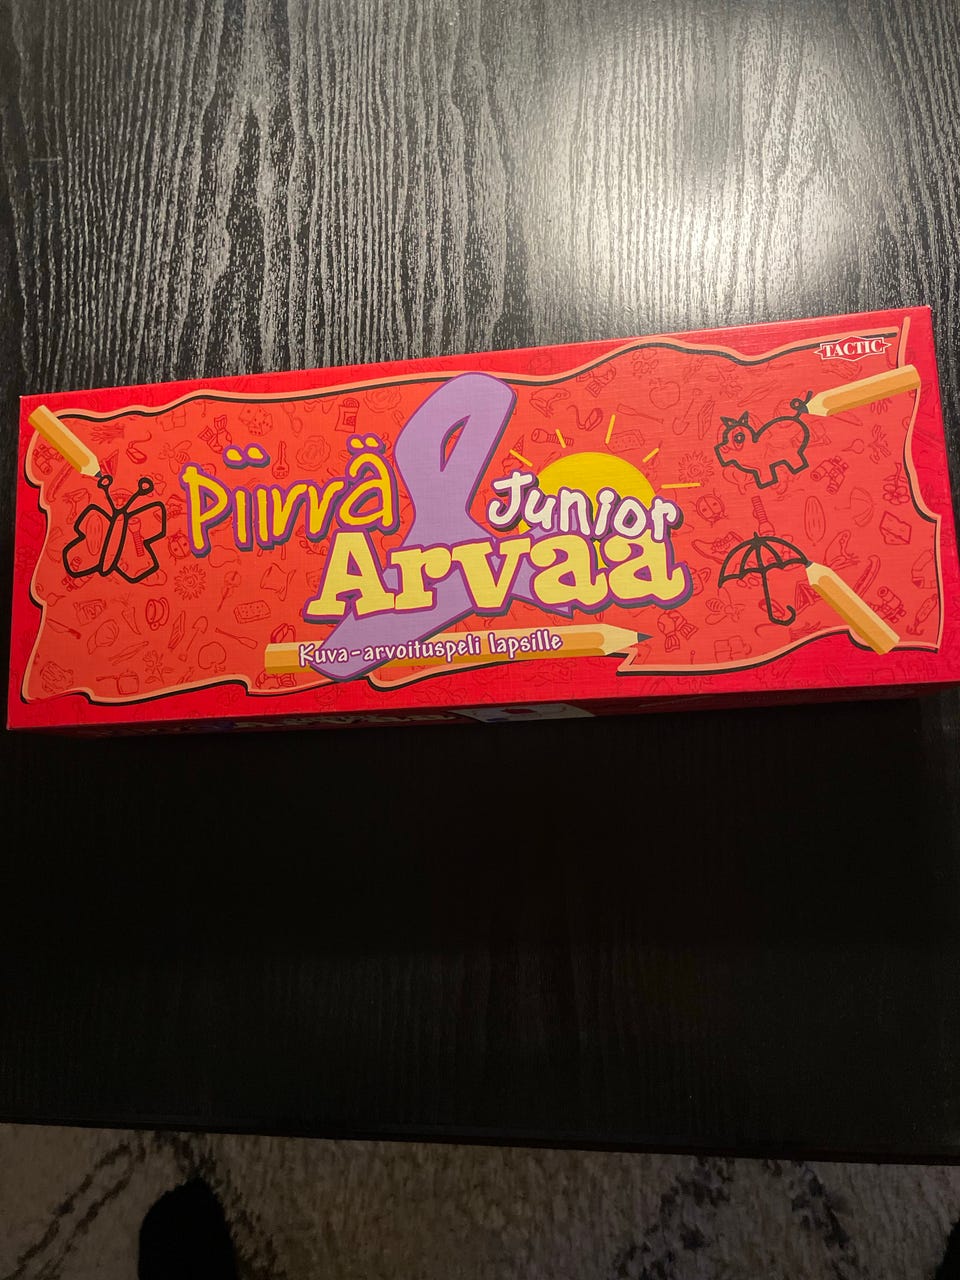 TACTIC
Piirrä & Junior
Arvaa
Kuva-arvoituspeli lapsille